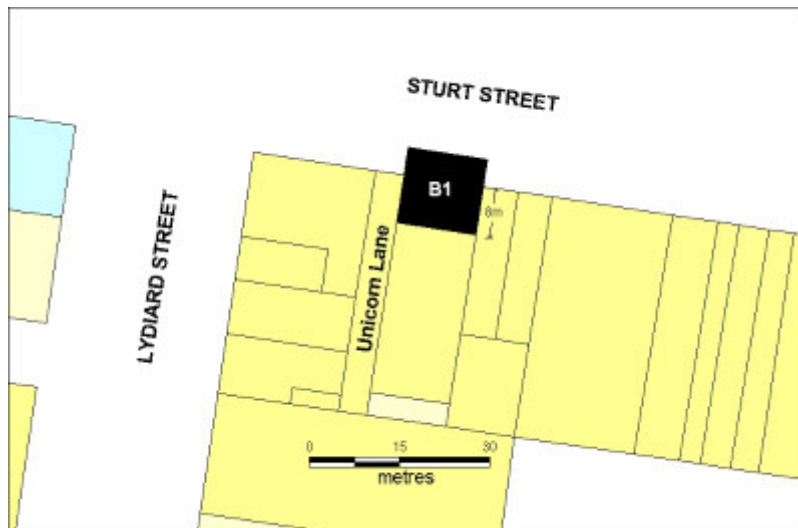 STURT STREET
B1
8m
LYDIARD STREET
Unicorn Lane
0 15 30
metres